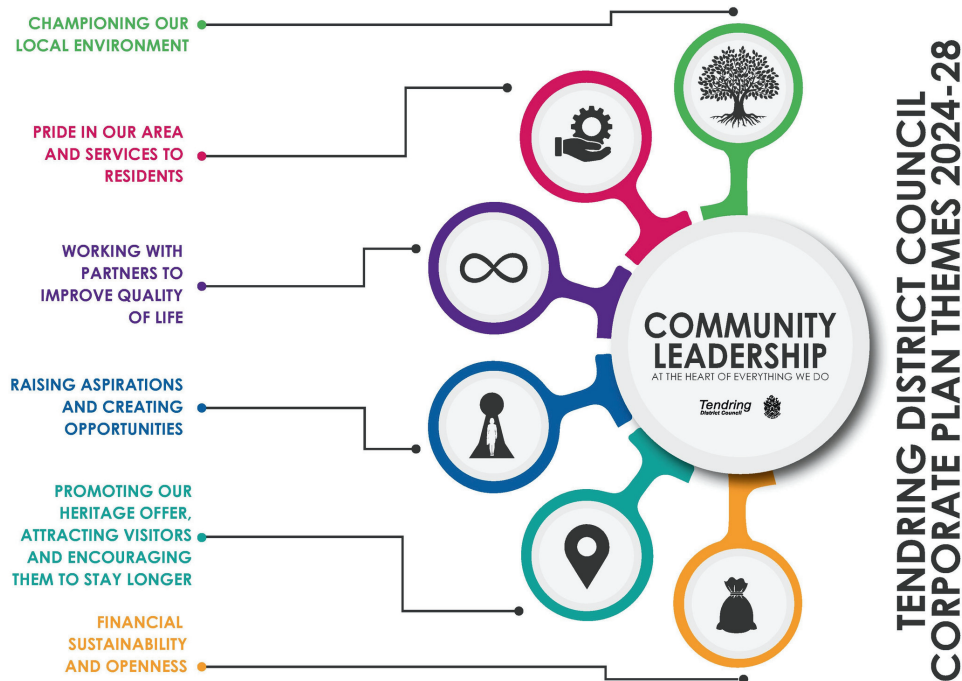 CHAMPIONING OUR
LOCAL ENVIRONMENT
PRIDE IN OUR AREA
AND SERVICES TO
RESIDENTS
WORKING WITH
PARTNERS TO
IMPROVE QUALITY
OF LIFE
RAISING ASPIRATIONS
AND CREATING
OPPORTUNITIES
PROMOTING OUR
HERITAGE OFFER,
ATTRACTING VISITORS
AND ENCOURAGING
THEM TO STAY LONGER
FINANCIAL
SUSTAINABILITY
AND OPENNESS
COMMUNITY
LEADERSHIP
AT THE HEART OF EVERYTHING WE DO
Tendring
District Council
TENDRING DISTRICT COUNCIL
CORPORATE PLAN THEMES 2024-28